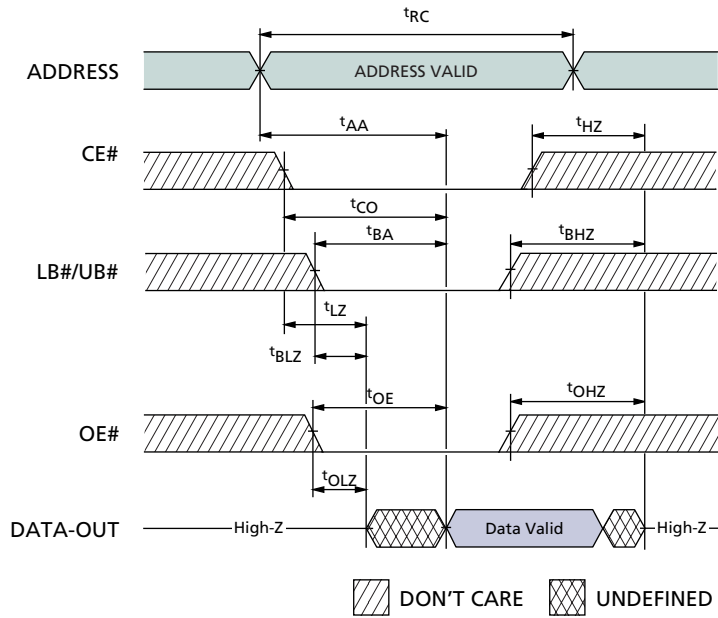 tRC
ADDRESS
ADDRESS VALID
tAA
tHZ
CE#
tCO
tBA
tBHZ
LB#/UB#
tLZ
tBLZ
tOE
tOHZ
OE#
tOLZ
DATA-OUT
High-Z
Data Valid
High-Z
DON'T CARE
UNDEFINED